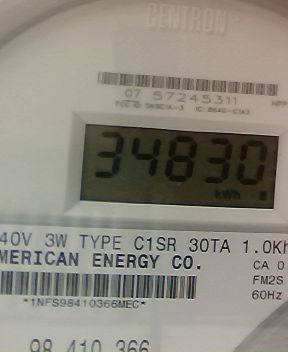 CENTRON
07 57245311
34830
kWh
40V 3W TYPE C1SR 30TA 1.0Kh
MERICAN ENERGY CO.
CA 0
FM2S
60Hz
*1NFS98410366MEC*
98 410 366